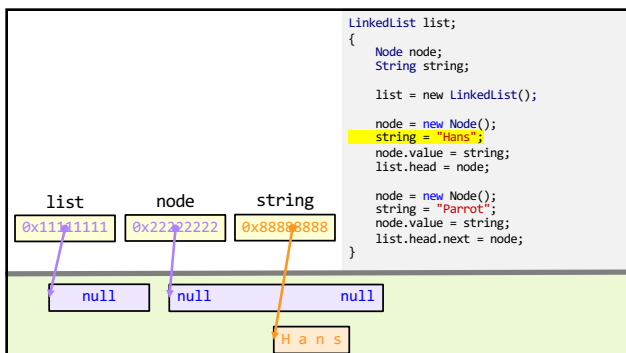 LinkedList list;
{
Node node;
String string;
list = new LinkedList();
node = new Node();
string = "Hans";
node.value = string;
list.head = node;
node = new Node();
string = "Parrot";
node.value = string;
list.head.next = node;
}
list node string
0x11111111 0x22222222 0x88888888
null null null
H a n s